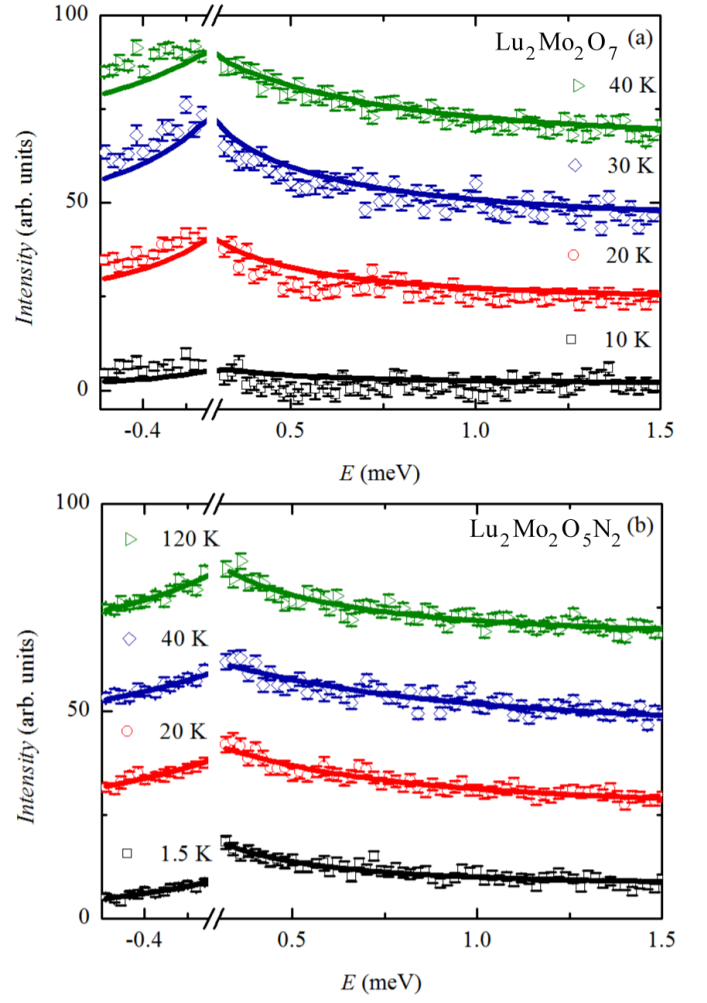 100
Lu2Mo2O7 (a)
40 K
30 K
50
20 K
10 K
0
-0.4 0.5 1.0 1.5
E (meV)
Intensity (arb. units)
100
120 K Lu2Mo2O5N2 (b)
40 K
50
20 K
1.5 K
0
-0.4 0.5 1.0 1.5
E (meV)
Intensity (arb. units)